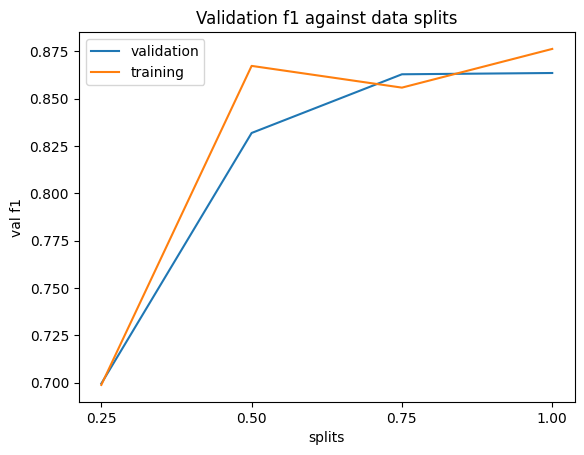 Validation f1 against data splits
validation
training
0.875
0.850
0.825
0.800
0.775
0.750
0.725
0.700
val f1
0.25
0.50
0.75
1.00
splits